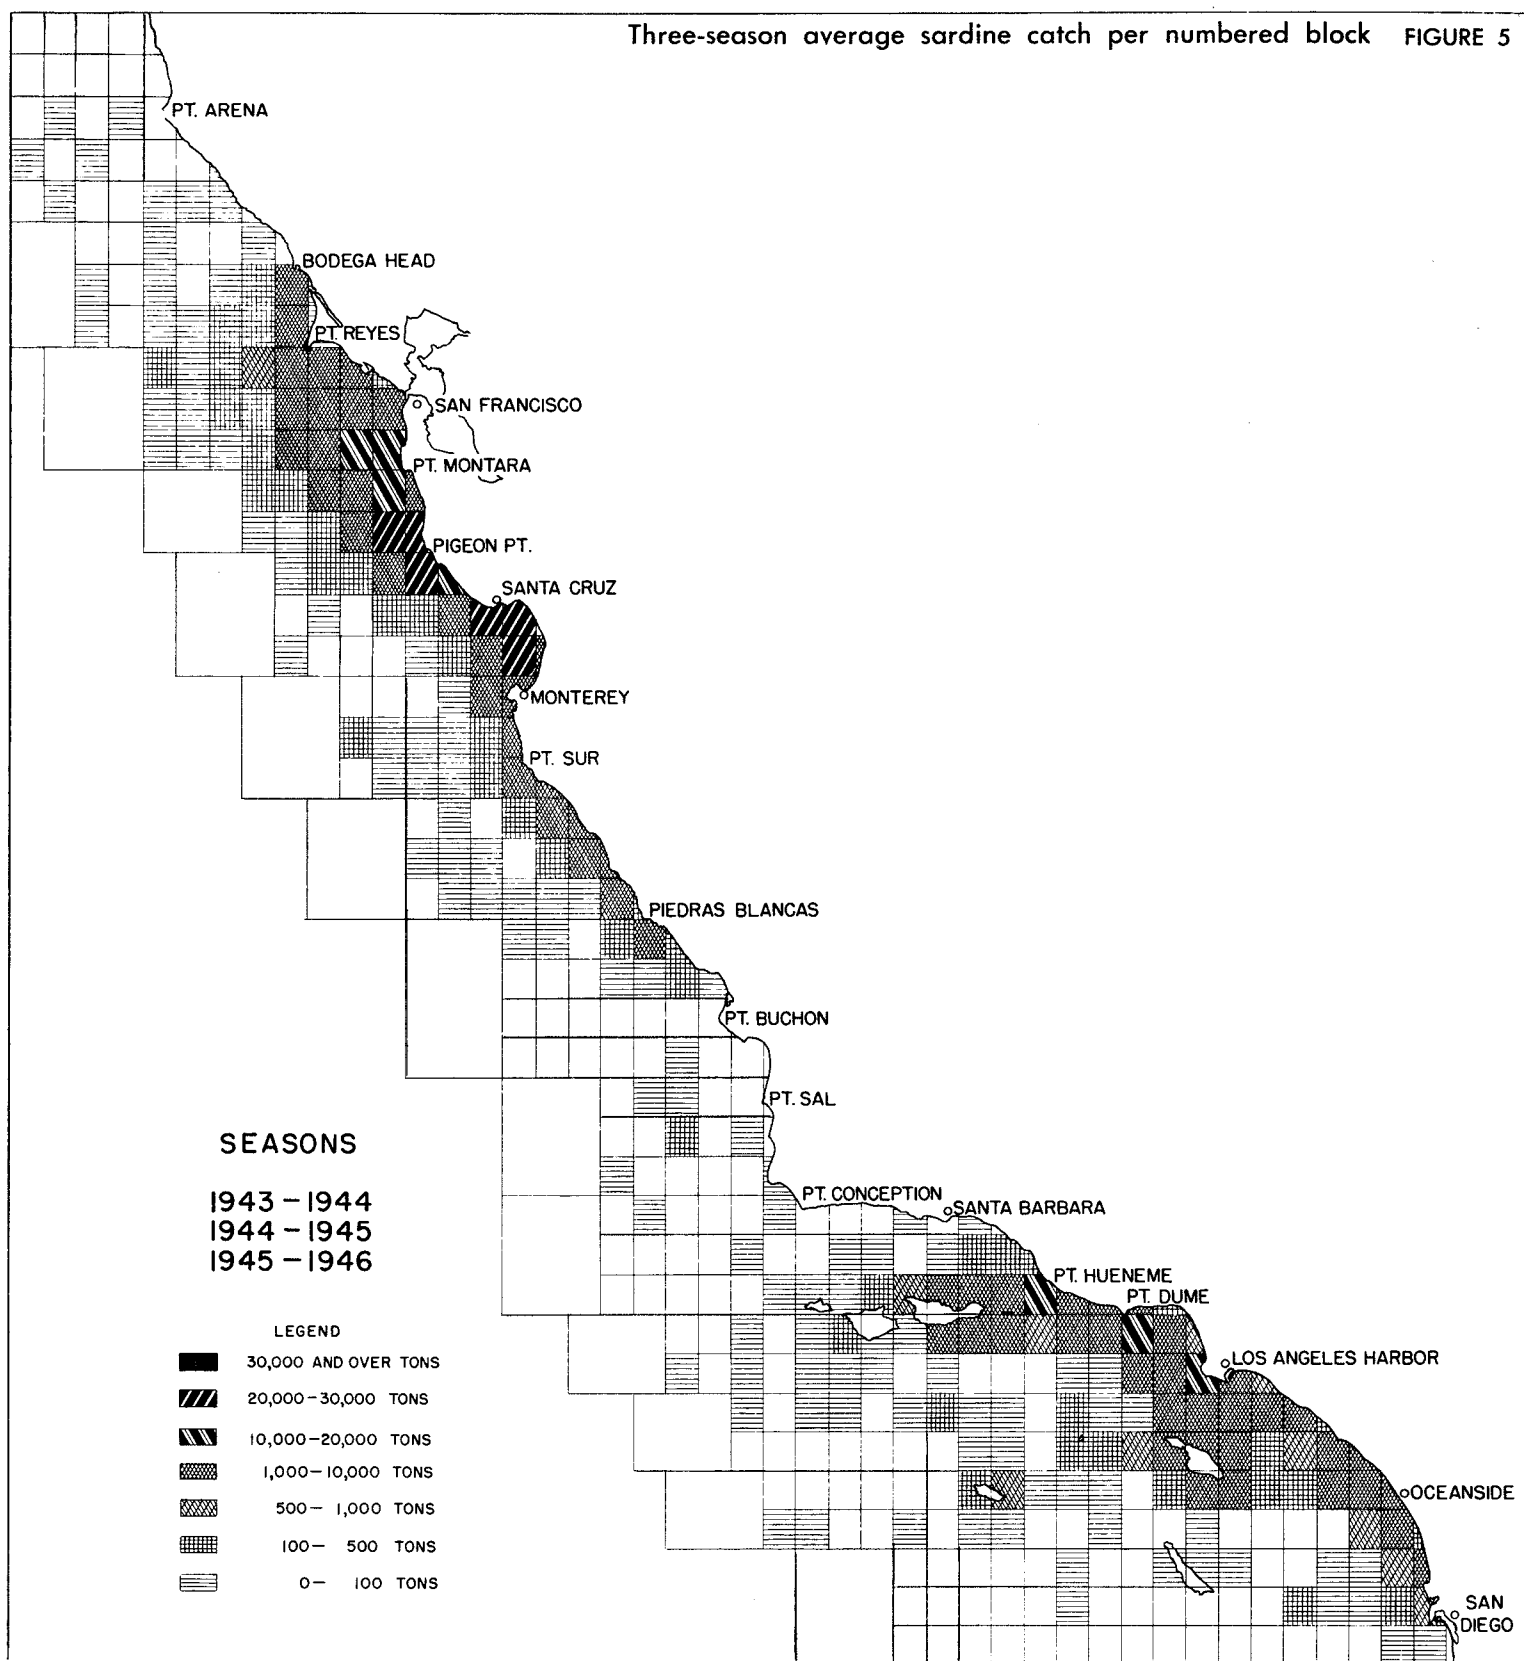 Three-season average sardine catch per numbered block FIGURE 5
PT. ARENA
BODEGA HEAD
PT. REYES
SAN FRANCISCO
PT. MONTARA
PIGEON PT.
SANTA CRUZ
MONTEREY
PT. SUR
PIEDRAS BLANCAS
PT. BUCHON
PT. SAL
PT. CONCEPTION
SANTA BARBARA
PT. HUENEME
PT. DUME
LOS ANGELES HARBOR
OCEANSIDE
SAN
DIEGO
SEASONS
1943-1944
1944-1945
1945-1946
LEGEND
30,000 AND OVER TONS
20,000-30,000 TONS
10,000-20,000 TONS
1,000-10,000 TONS
500- 1,000 TONS
100- 500 TONS
0- 100 TONS